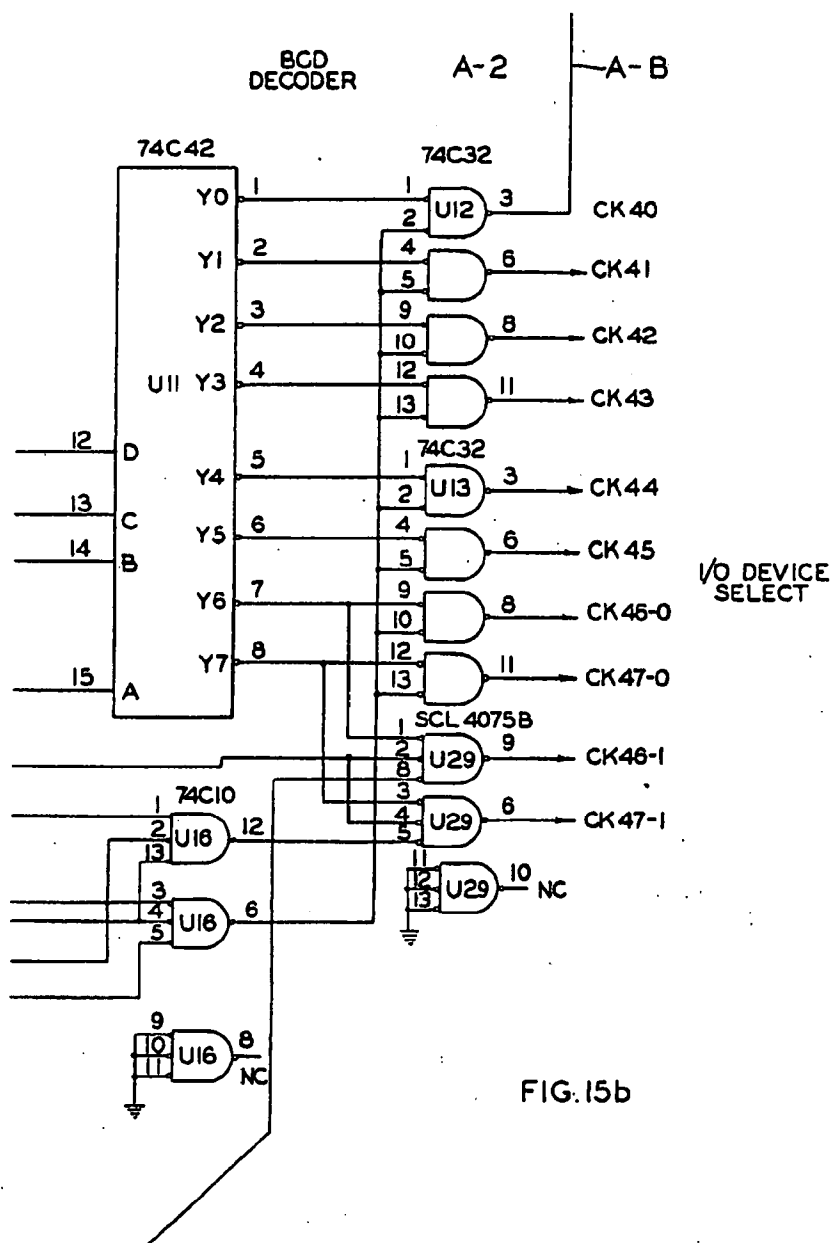 BCD
DECODER
A-2
A-B
74C42
74C32
Y0 1
1
2
U12
3
CK40
Y1 2
4
5
6
CK41
Y2 3
9
10
8
CK42
U11
Y3 4
12
13
11
CK43
12 D
74C32
Y4 5
1
2
U13
3
CK44
13 C
Y5 6
4
5
6
CK45
14 B
I/O DEVICE
SELECT
Y6 7
9
10
8
CK46-0
15 A
Y7 8
12
13
11
CK47-0
SCL 4075B
1
2
8
U29
9
CK46-1
74C10
1
2
13
U16
12
3
4
5
U29
6
CK47-1
11
12
13
U29
10
NC
3
4
5
U16
6
9
10
11
U16
8
NC
FIG. 15b